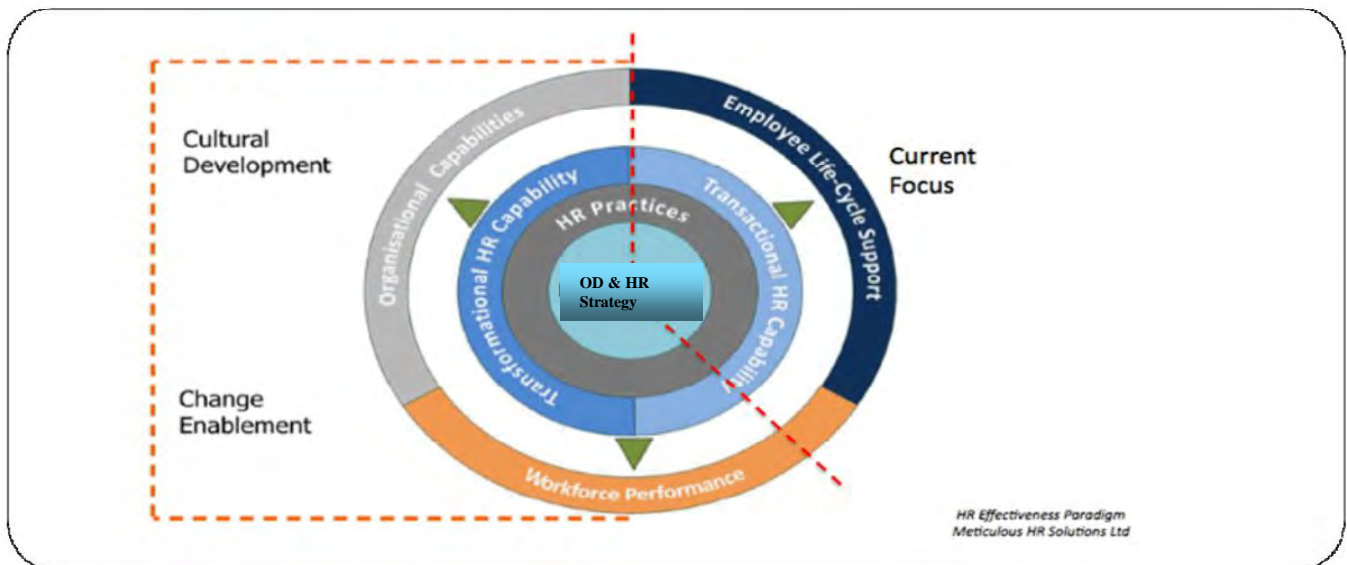 Cultural
Development
Change
Enablement
Organisational Capabilities
Employee Life-Cycle Support
Workforce Performance
Transformational HR Capability
Transactional HR Capability
HR Practices
OD & HR
Strategy
Current
Focus
HR Effectiveness Paradigm
Meticulous HR Solutions Ltd